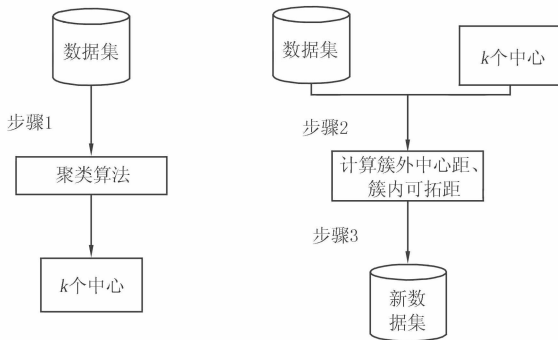 数据集
步骤1
聚类算法
k个中心
数据集
k个中心
步骤2
计算簇外中心距、
簇内可拓距
步骤3
新数
据集